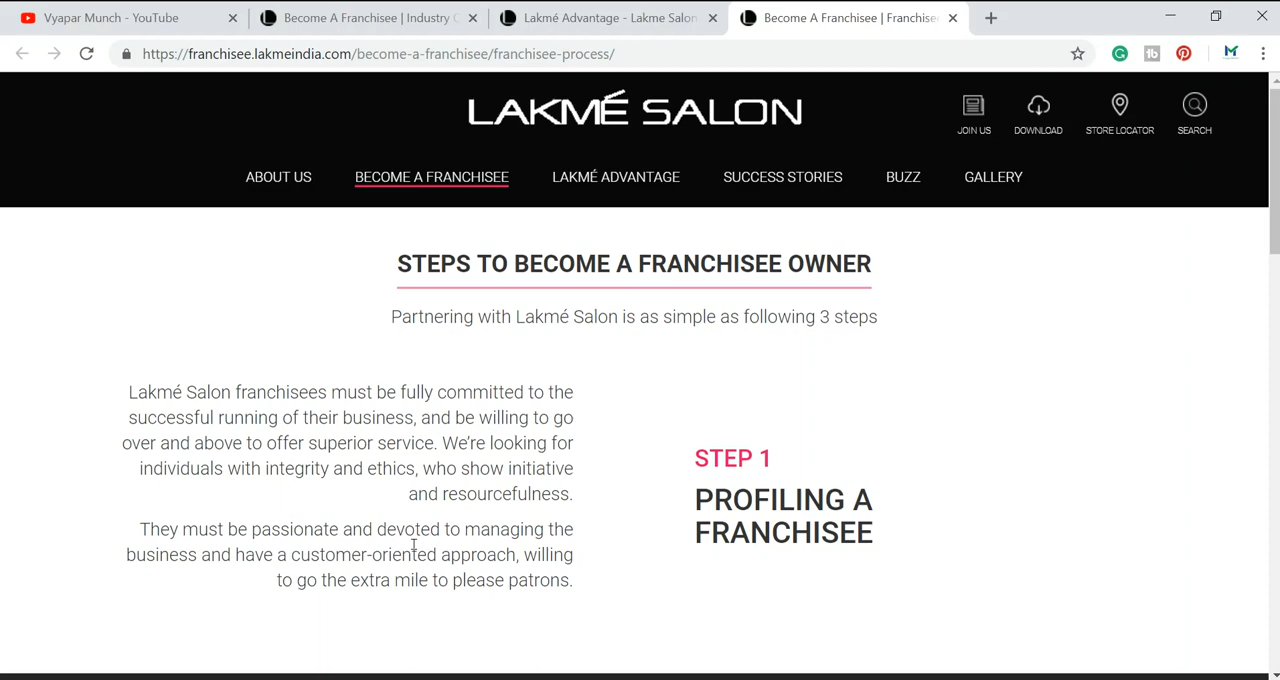 Vyapar Munch - YouTube
Become A Franchisee | Industry
Lakmé Advantage - Lakme Salon
Become A Franchisee | Franchise
https://franchisee.lakmeindia.com/become-a-franchisee/franchisee-process/
LAKMÉ SALON
JOIN US
DOWNLOAD
STORE LOCATOR
SEARCH
ABOUT US
BECOME A FRANCHISEE
LAKMÉ ADVANTAGE
SUCCESS STORIES
BUZZ
GALLERY
STEPS TO BECOME A FRANCHISEE OWNER
Partnering with Lakmé Salon is as simple as following 3 steps
Lakmé Salon franchisees must be fully committed to the
successful running of their business, and be willing to go
over and above to offer superior service. We're looking for
individuals with integrity and ethics, who show initiative
and resourcefulness.
They must be passionate and devoted to managing the
business and have a customer-oriented approach, willing
to go the extra mile to please patrons.
STEP 1
PROFILING A
FRANCHISEE